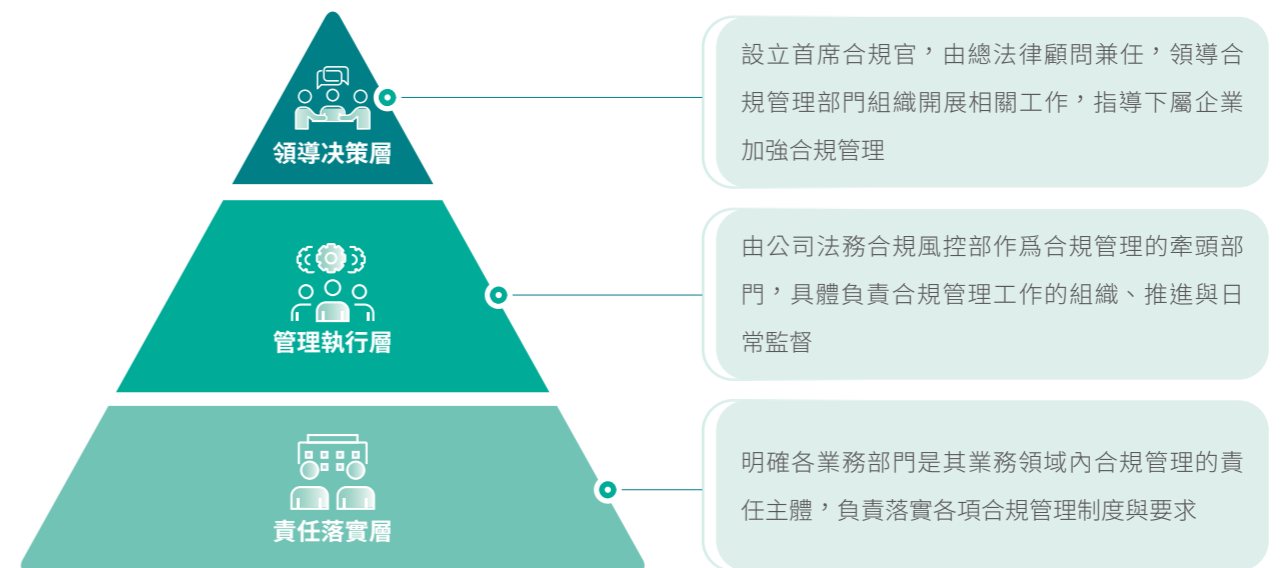 領導決策層
設立首席合規官，由總法律顧問兼任，領導合
規管理部門組織開展相關工作，指導下屬企業
加強合規管理
管理執行層
由公司法務合規風控部作爲合規管理的牽頭部
門，具體負責合規管理工作的組織、推進與日
常監督
責任落實層
明確各業務部門是其業務領域內合規管理的責
任主體，負責落實各項合規管理制度與要求